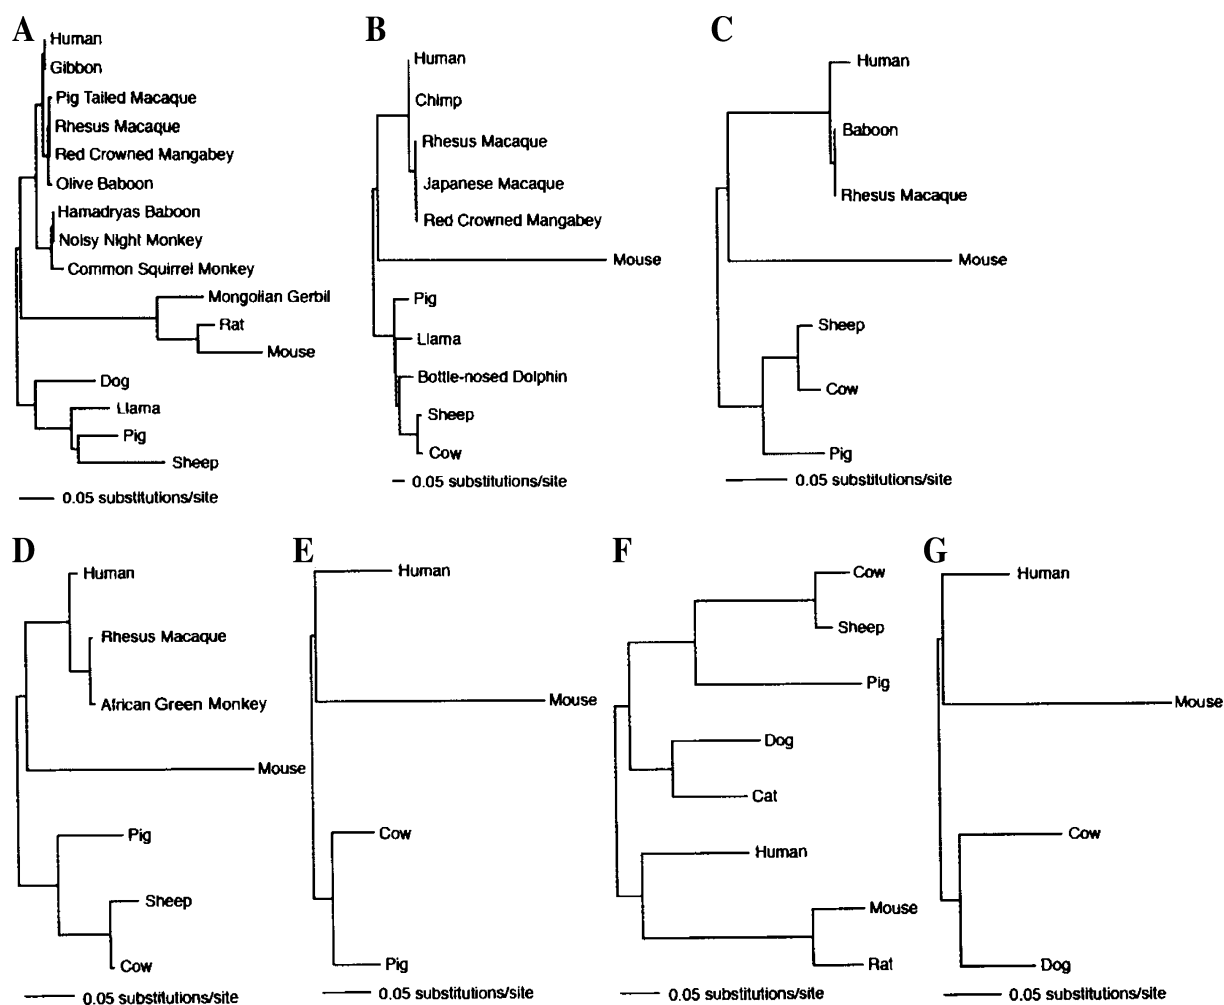 A
Human
Gibbon
Pig Tailed Macaque
Rhesus Macaque
Red Crowned Mangabey
Olive Baboon
Hamadryas Baboon
Noisy Night Monkey
Common Squirrel Monkey
Mongolian Gerbil
Rat
Mouse
Dog
Llama
Pig
Sheep
0.05 substitutions/site
B
Human
Chimp
Rhesus Macaque
Japanese Macaque
Red Crowned Mangabey
Mouse
Pig
Llama
Bottle-nosed Dolphin
Sheep
Cow
0.05 substitutions/site
C
Human
Baboon
Rhesus Macaque
Mouse
Sheep
Cow
Pig
0.05 substitutions/site
D
Human
Rhesus Macaque
African Green Monkey
Mouse
Pig
Sheep
Cow
0.05 substitutions/site
E
Human
Mouse
Cow
Pig
0.05 substitutions/site
F
Cow
Sheep
Pig
Dog
Cat
Human
Mouse
Rat
0.05 substitutions/site
G
Human
Mouse
Cow
Dog
0.05 substitutions/site